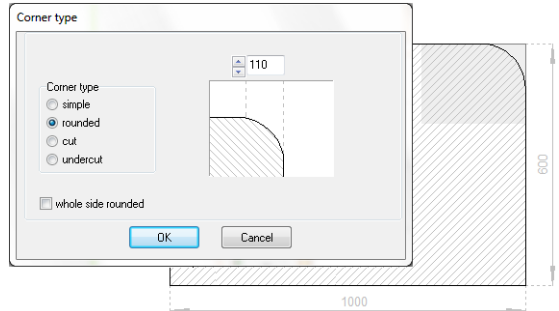 Corner type
110
Corner type
simple
rounded
cut
undercut
whole side rounded
OK
Cancel
600
1000